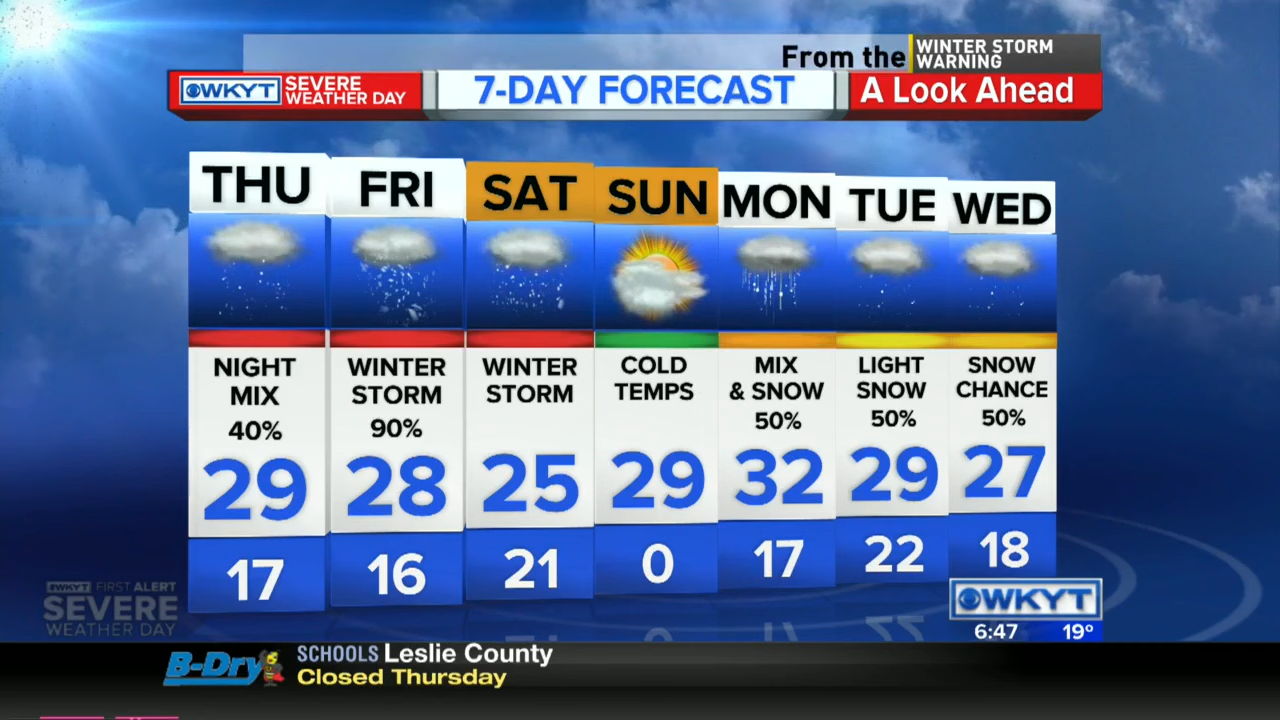 From the
WINTER STORM
WARNING
WKYT
SEVERE
WEATHER DAY
7-DAY FORECAST
A Look Ahead
THU
FRI
SAT
SUN
MON
TUE
WED
NIGHT
MIX
40%
29
17
WINTER
STORM
90%
28
16
WINTER
STORM
25
21
COLD
TEMPS
29
0
MIX
& SNOW
50%
32
17
LIGHT
SNOW
50%
29
22
SNOW
CHANCE
50%
27
18
WKYT FIRST ALERT
SEVERE
WEATHER DAY
WKYT
6:47 19°
B-Dry
SCHOOLS Leslie County
Closed Thursday